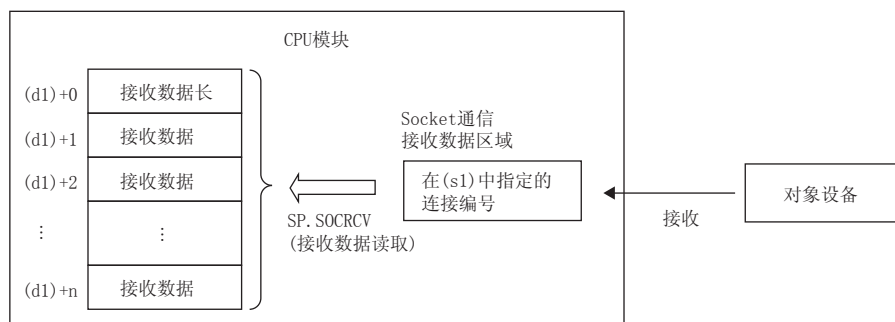 CPU模块
(d1)+0
接收数据长
(d1)+1
接收数据
(d1)+2
接收数据
⋮
⋮
(d1)+n
接收数据
SP.SOCRCV
(接收数据读取)
Socket通信
接收数据区域
在(s1)中指定的
连接编号
接收
对象设备